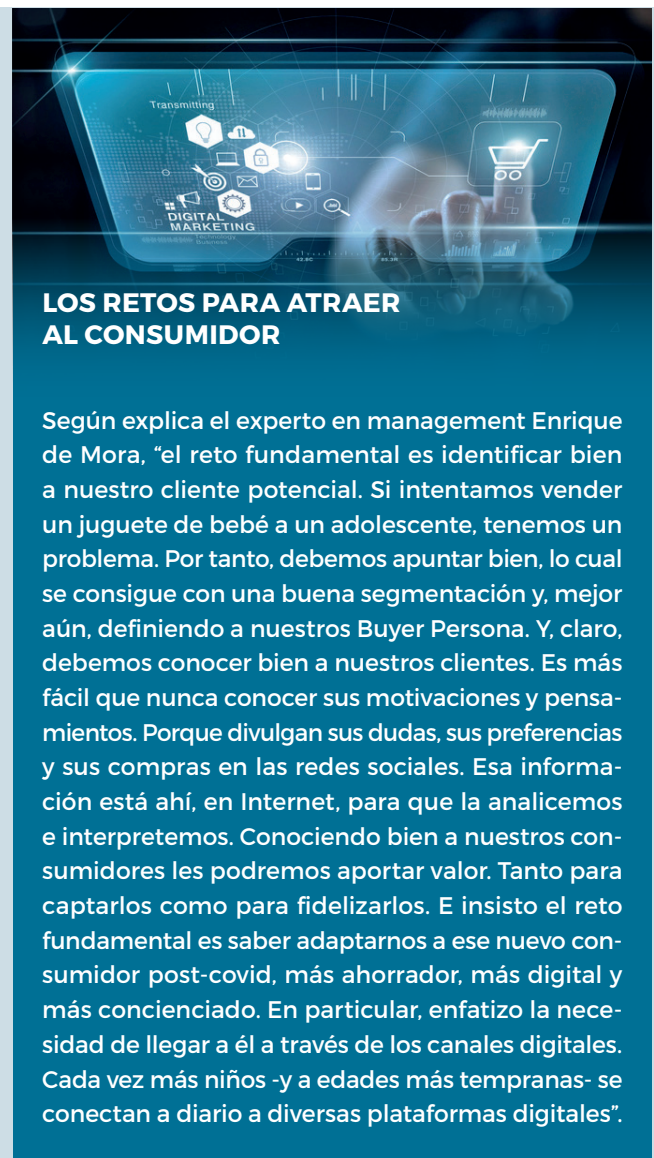 Transmitting
DIGITAL
MARKETING
Technology
Business
42.9C
80.3R
LOS RETOS PARA ATRAER
AL CONSUMIDOR
Según explica el experto en management Enrique
de Mora, “el reto fundamental es identificar bien
a nuestro cliente potencial. Si intentamos vender
un juguete de bebé a un adolescente, tenemos un
problema. Por tanto, debemos apuntar bien, lo cual
se consigue con una buena segmentación y, mejor
aún, definiendo a nuestros Buyer Persona. Y, claro,
debemos conocer bien a nuestros clientes. Es más
fácil que nunca conocer sus motivaciones y pensa-
mientos. Porque divulgan sus dudas, sus preferencias
y sus compras en las redes sociales. Esa informa-
ción está ahí, en Internet, para que la analicemos
e interpretemos. Conociendo bien a nuestros con-
sumidores les podremos aportar valor. Tanto para
captarlos como para fidelizarlos. E insisto el reto
fundamental es saber adaptarnos a ese nuevo con-
sumidor post-covid, más ahorrador, más digital y
más concienciado. En particular, enfatizo la nece-
sidad de llegar a él a través de los canales digitales.
Cada vez más niños -y a edades más tempranas- se
conectan a diario a diversas plataformas digitales”.